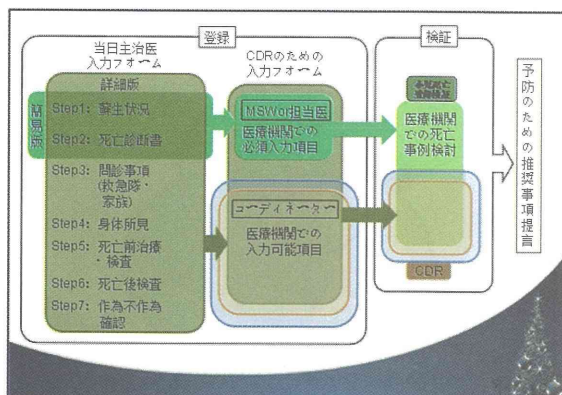 登録
検証
当日主治医
入力フォーム
CDRのための
入力フォーム
詳細版
簡易版
Step1: 蘇生状況
Step2: 死亡診断書
Step3: 問診事項
(救急隊・
家族)
Step4: 身体所見
Step5: 死亡前治療
・検査
Step6: 死亡後検査
Step7: 作為不作為
確認
MSWor担当医
医療機関での
必須入力項目
コーディネーター
医療機関での
入力可能項目
医療機関
での死亡
事例検討
CDR
予防のための推奨事項提言